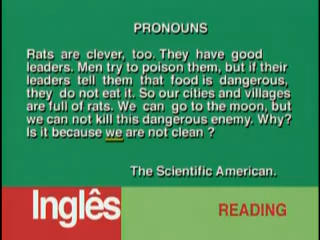 PRONOUNS
Rats are clever, too. They have good
leaders. Men try to poison them, but if their
leaders tell them that food is dangerous,
they do not eat it. So our cities and villages
are full of rats. We can go to the moon, but
we can not kill this dangerous enemy. Why?
Is it because we are not clean ?
The Scientific American.
Inglês
READING